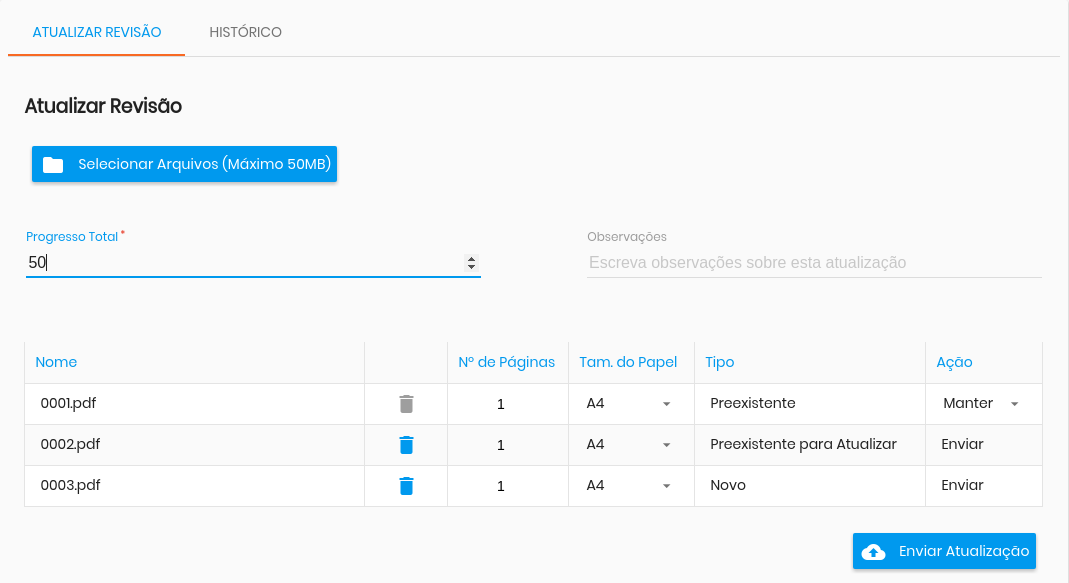 ATUALIZAR REVISÃO HISTÓRICO
Atualizar Revisão
Selecionar Arquivos (Máximo 50MB)
Progresso Total * Observações
50 Escreva observações sobre esta atualização
Nome Nº de Páginas Tam. do Papel Tipo Ação
0001.pdf 1 A4 Preexistente Manter
0002.pdf 1 A4 Preexistente para Atualizar Enviar
0003.pdf 1 A4 Novo Enviar
Enviar Atualização